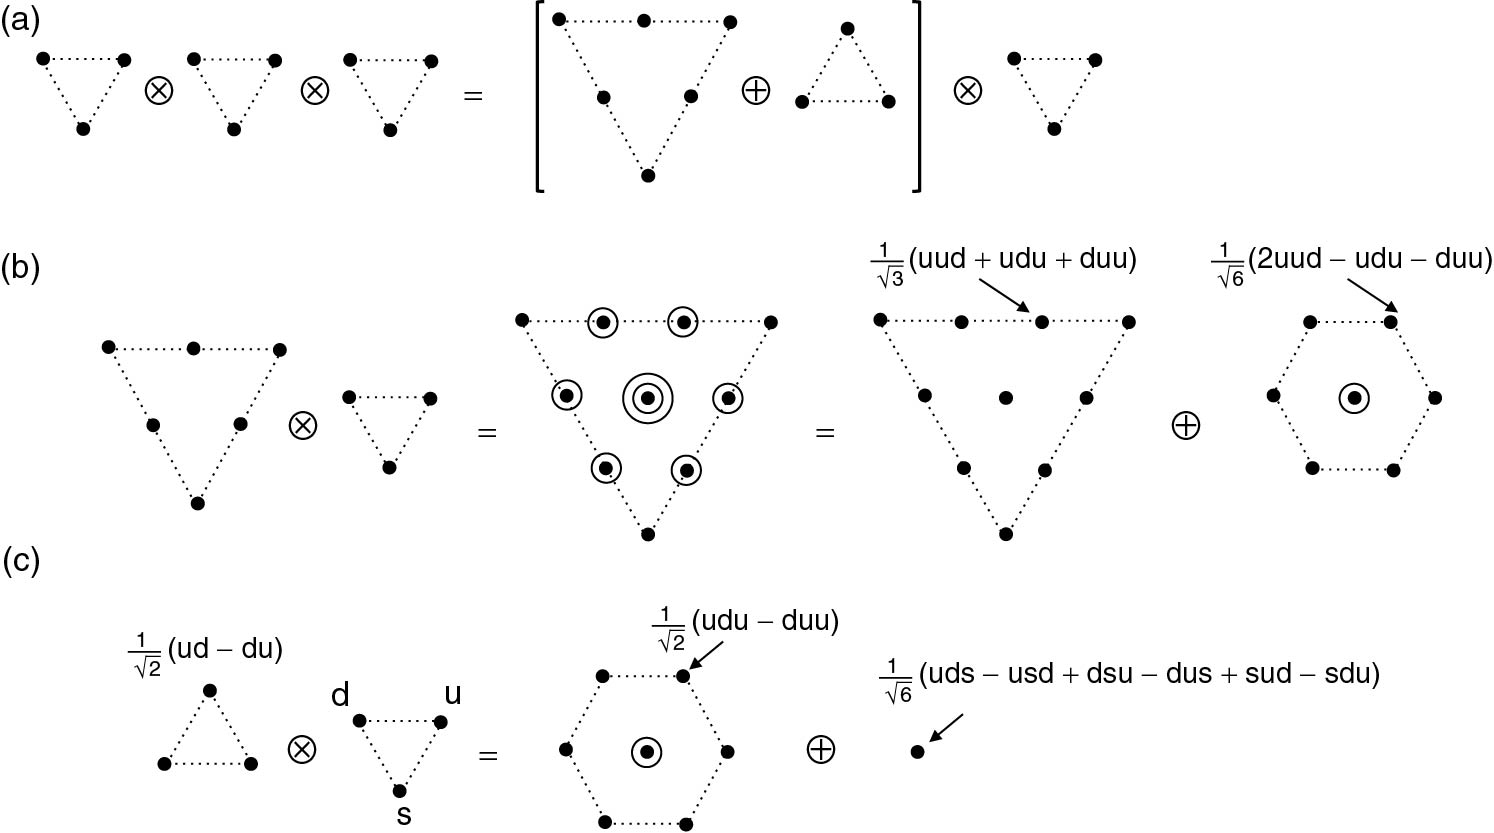 (a)
⊗ ⊗ = [ ⊕ ] ⊗
(b)
1/√3 (uud + udu + duu)
1/√6 (2uud − udu − duu)
⊗ = = ⊕
(c)
1/√2 (ud − du)
1/√2 (udu − duu)
1/√6 (uds − usd + dsu − dus + sud − sdu)
d u
⊗ = ⊕
s